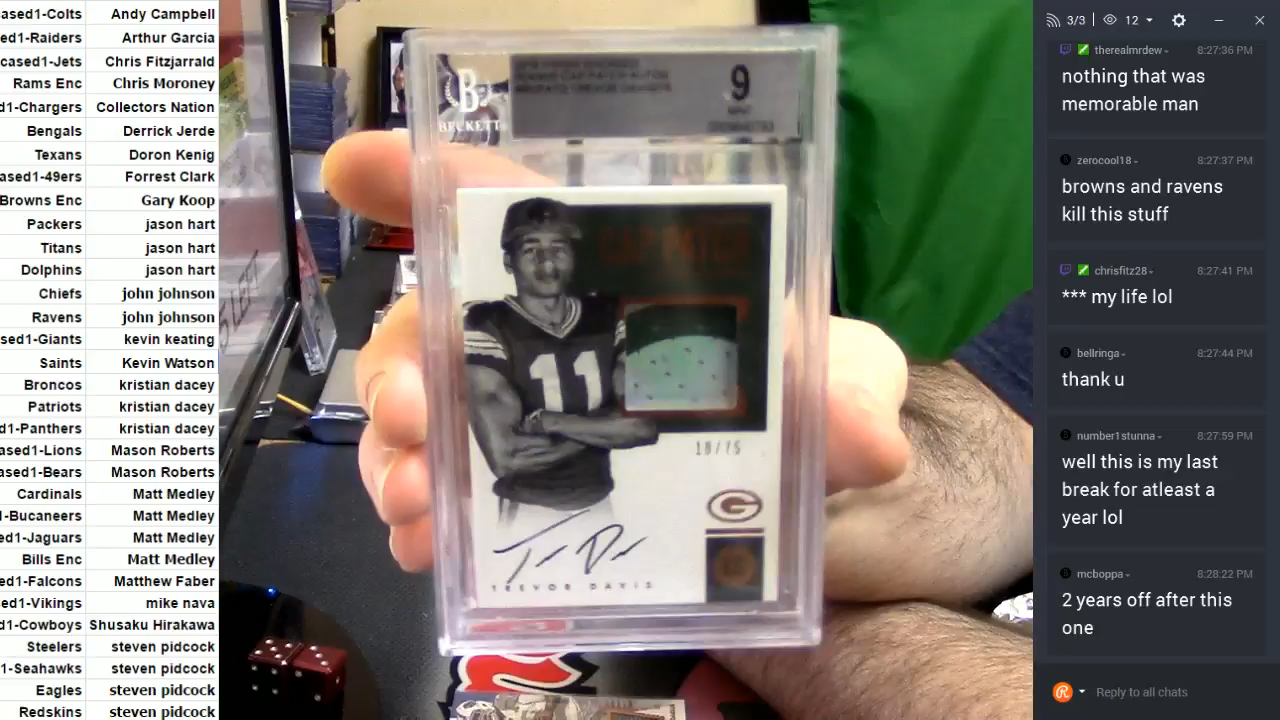 ased1-Colts Andy Campbell
ed1-Raiders Arthur Garcia
cased1-Jets Chris Fitzjarrald
Rams Enc Chris Moroney
d1-Chargers Collectors Nation
Bengals Derrick Jerde
Texans Doron Kenig
ased1-49ers Forrest Clark
Browns Enc Gary Koop
Packers jason hart
Titans jason hart
Dolphins jason hart
Chiefs john johnson
Ravens john johnson
sed1-Giants kevin keating
Saints Kevin Watson
Broncos kristian dacey
Patriots kristian dacey
d1-Panthers kristian dacey
ased1-Lions Mason Roberts
ased1-Bears Mason Roberts
Cardinals Matt Medley
1-Bucaneers Matt Medley
d1-Jaguars Matt Medley
Bills Enc Matt Medley
ed1-Falcons Matthew Faber
sed1-Vikings mike nava
ed1-Cowboys Shusaku Hirakawa
Steelers steven pidcock
1-Seahawks steven pidcock
Eagles steven pidcock
Redskins steven pidcock
B
BECKETT
9
MINT
CAP PATCH
11
18/75
G
TREVOR DAVIS
3/3 12
therealmrdew 8:27:36 PM
nothing that was
memorable man
zerocool18 8:27:37 PM
browns and ravens
kill this stuff
chrisfitz28 8:27:41 PM
*** my life lol
bellringa 8:27:44 PM
thank u
number1stunna 8:27:59 PM
well this is my last
break for atleast a
year lol
mcboppa 8:28:22 PM
2 years off after this
one
Reply to all chats